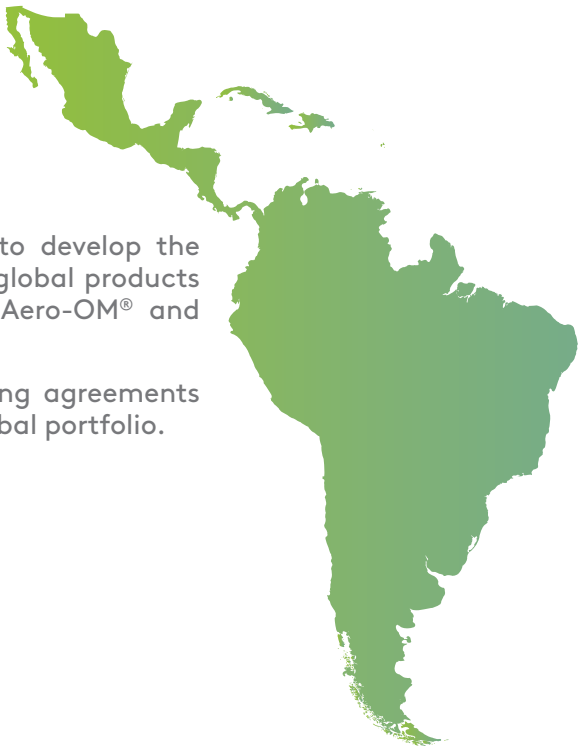 to develop the
global products
Aero-OM® and
ng agreements
bal portfolio.